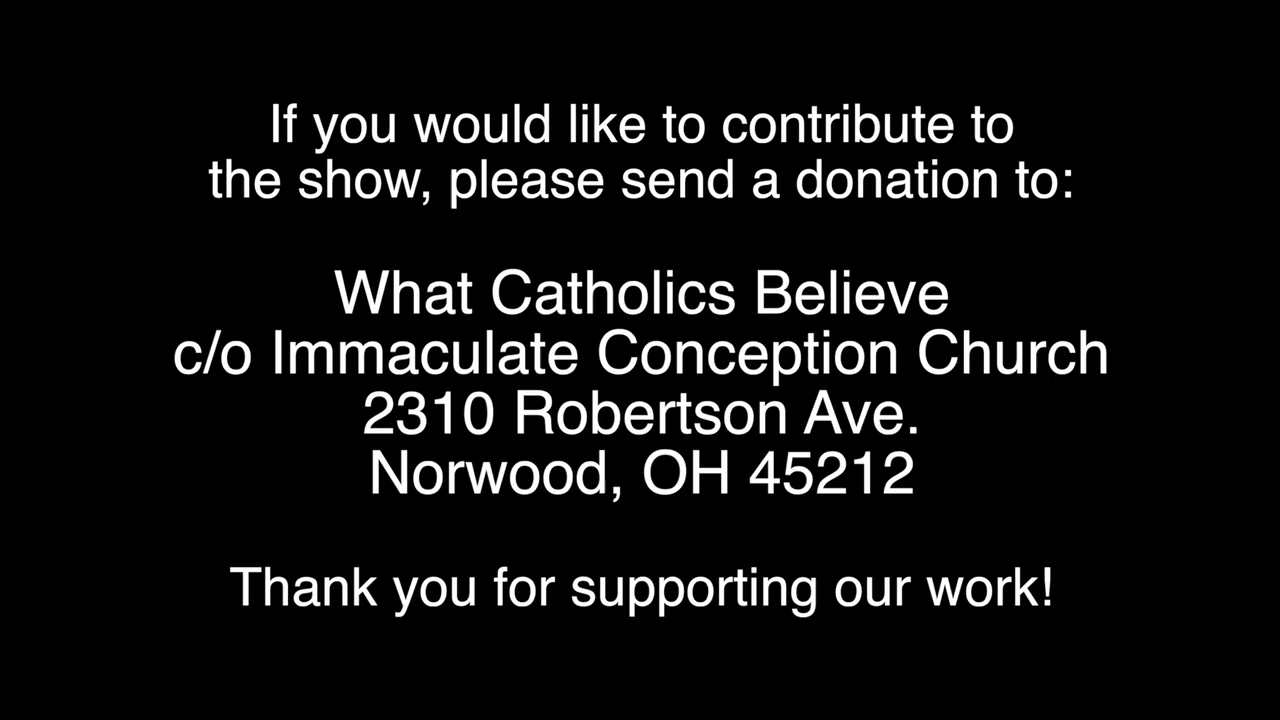 If you would like to contribute to
the show, please send a donation to:
What Catholics Believe
c/o Immaculate Conception Church
2310 Robertson Ave.
Norwood, OH 45212
Thank you for supporting our work!